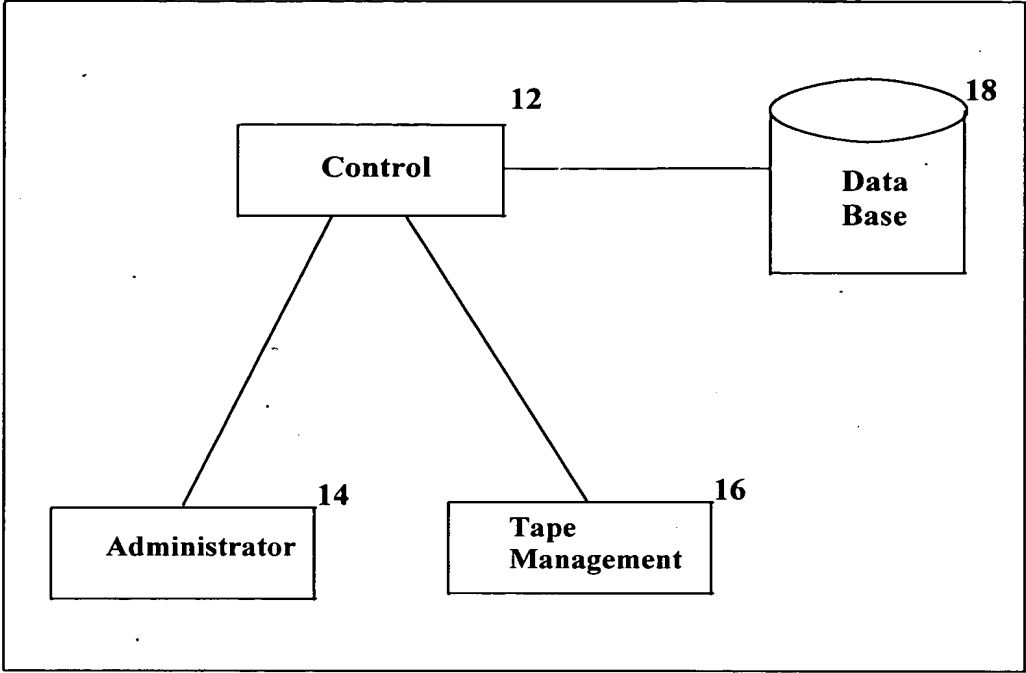 12
Control
18
Data
Base
14
Administrator
16
Tape
Management